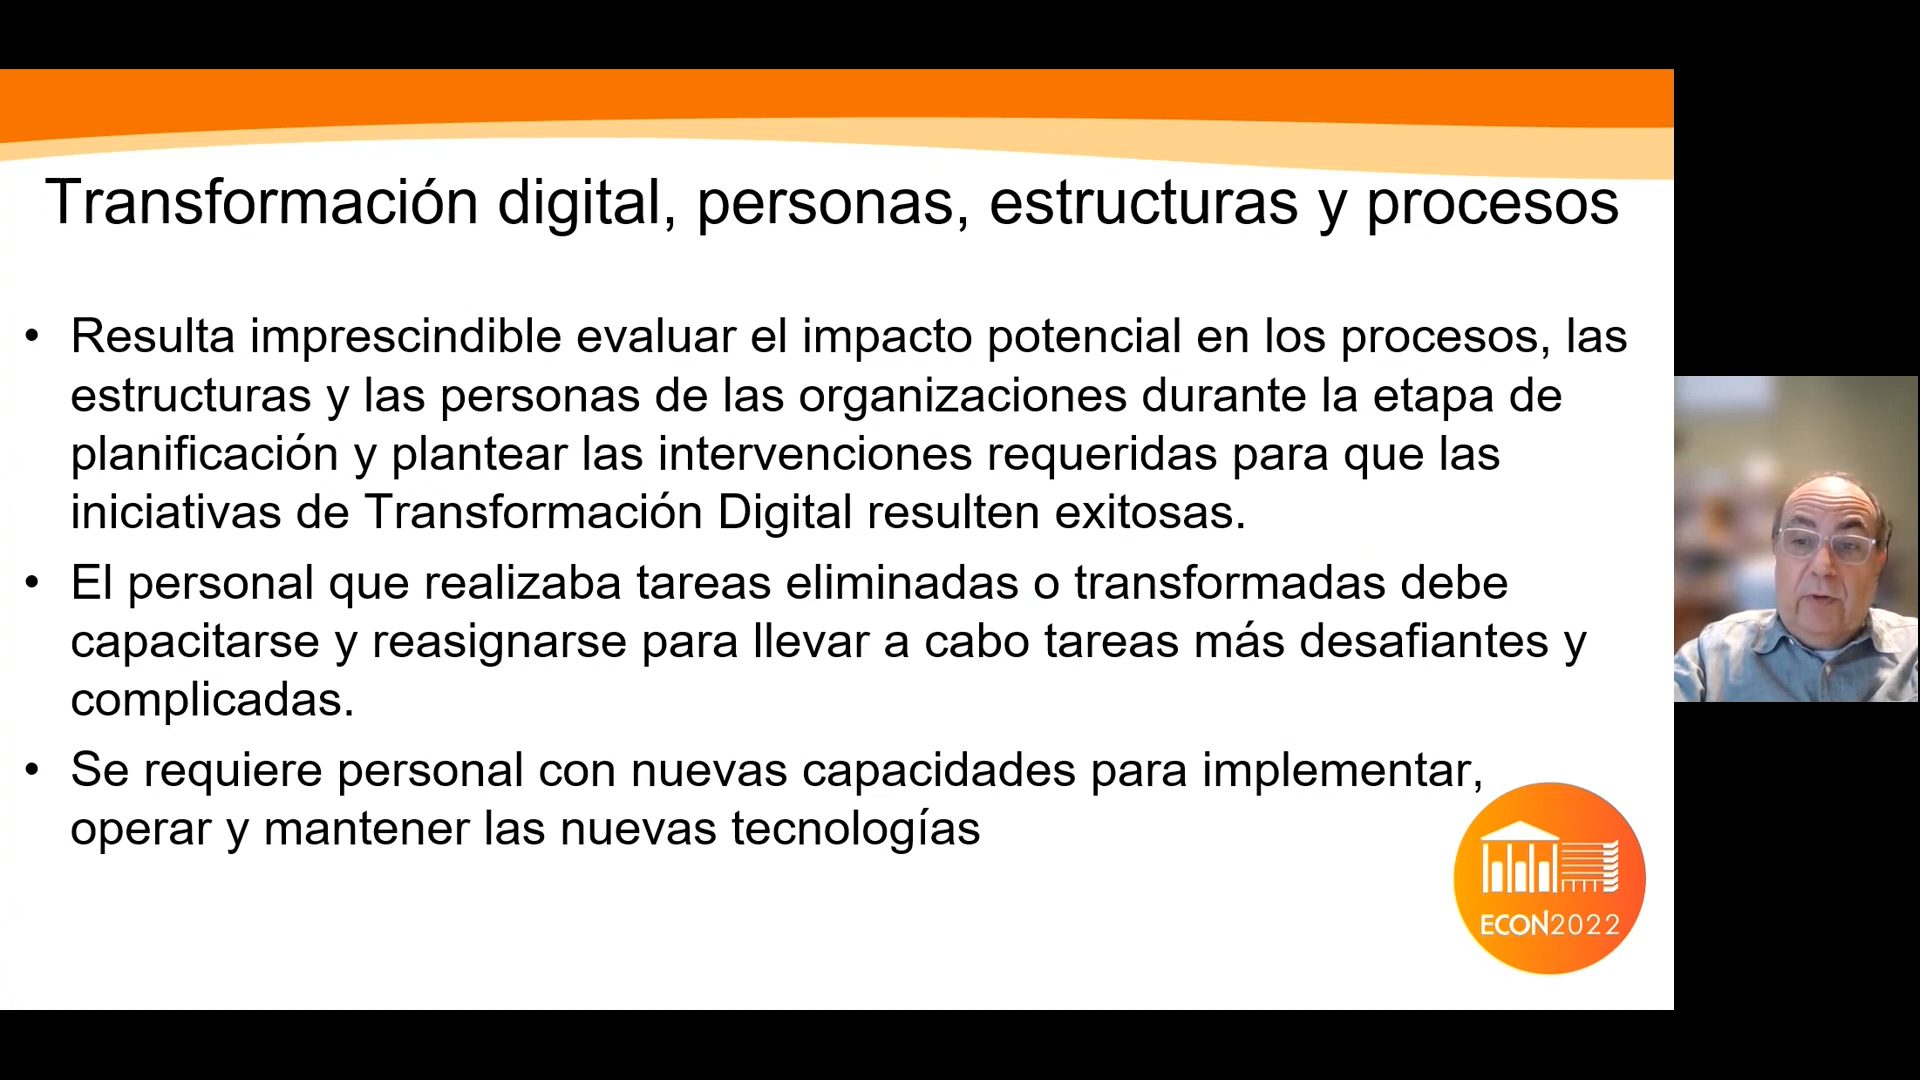 Transformación digital, personas, estructuras y procesos
• Resulta imprescindible evaluar el impacto potencial en los procesos, las
estructuras y las personas de las organizaciones durante la etapa de
planificación y plantear las intervenciones requeridas para que las
iniciativas de Transformación Digital resulten exitosas.
• El personal que realizaba tareas eliminadas o transformadas debe
capacitarse y reasignarse para llevar a cabo tareas más desafiantes y
complicadas.
• Se requiere personal con nuevas capacidades para implementar,
operar y mantener las nuevas tecnologías
ECON2022